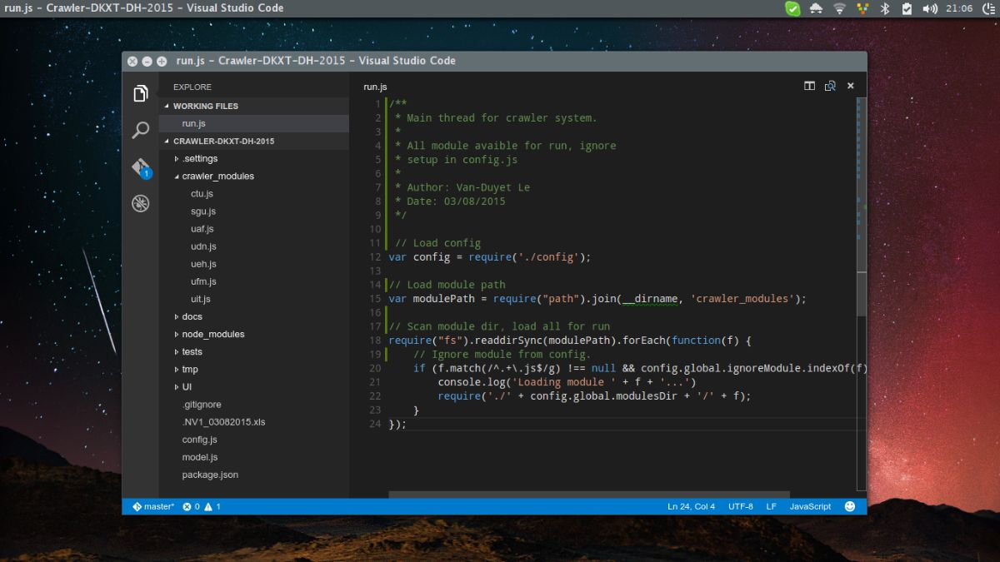 run.js - Crawler-DKXT-DH-2015 - Visual Studio Code
21:06
run.js - Crawler-DKXT-DH-2015 - Visual Studio Code
EXPLORE
WORKING FILES
run.js
CRAWLER-DKXT-DH-2015
.settings
crawler_modules
ctu.js
sgu.js
uaf.js
udn.js
ueh.js
ufm.js
uit.js
docs
node_modules
tests
tmp
UI
.gitignore
.NV1_03082015.xls
config.js
model.js
package.json
1
run.js
1 /**
2 * Main thread for crawler system.
3 *
4 * All module avaible for run, ignore
5 * setup in config.js
6 *
7 * Author: Van-Duyet Le
8 * Date: 03/08/2015
9 */
10
11 // Load config
12 var config = require('./config');
13
14 // Load module path
15 var modulePath = require("path").join(__dirname, 'crawler_modules');
16
17 // Scan module dir, load all for run
18 require("fs").readdirSync(modulePath).forEach(function(f) {
19 // Ignore module from config.
20 if (f.match(/^.+\.js$/g) !== null && config.global.ignoreModule.indexOf(f)
21 console.log('Loading module ' + f + '...')
22 require('./' + config.global.modulesDir + '/' + f);
23 }
24 });
master* 0 1 Ln 24, Col 4 UTF-8 LF JavaScript